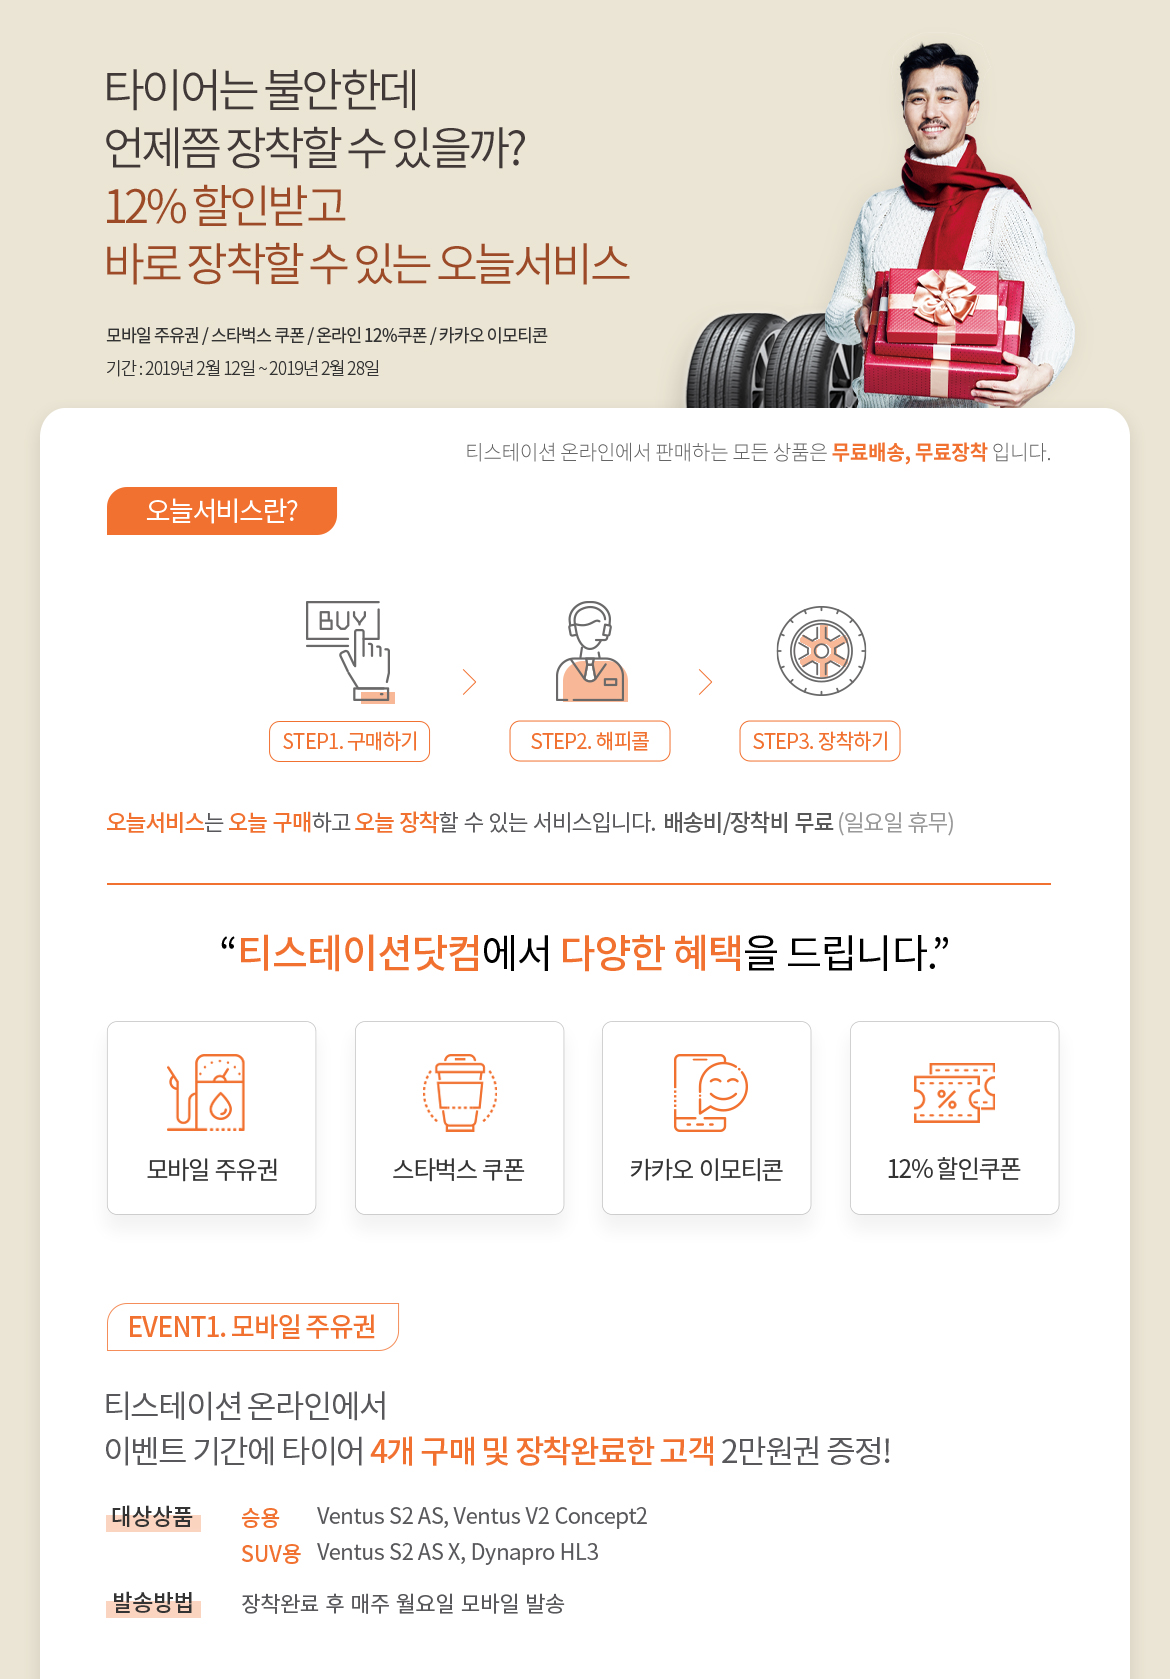 타이어는 불안한데
언제쯤 장착할 수 있을까?
12% 할인받고
바로 장착할 수 있는 오늘서비스
모바일 주유권 / 스타벅스 쿠폰 / 온라인 12%쿠폰 / 카카오 이모티콘
기간 : 2019년 2월 12일 ~ 2019년 2월 28일
티스테이션 온라인에서 판매하는 모든 상품은 무료배송, 무료장착 입니다.
오늘서비스란?
BUY
STEP1. 구매하기
STEP2. 해피콜
STEP3. 장착하기
오늘서비스는 오늘 구매하고 오늘 장착할 수 있는 서비스입니다. 배송비/장착비 무료 (일요일 휴무)
“티스테이션닷컴에서 다양한 혜택을 드립니다.”
모바일 주유권
스타벅스 쿠폰
카카오 이모티콘
%
12% 할인쿠폰
EVENT1. 모바일 주유권
티스테이션 온라인에서
이벤트 기간에 타이어 4개 구매 및 장착완료한 고객 2만원권 증정!
대상상품 승용 Ventus S2 AS, Ventus V2 Concept2
SUV용 Ventus S2 AS X, Dynapro HL3
발송방법 장착완료 후 매주 월요일 모바일 발송